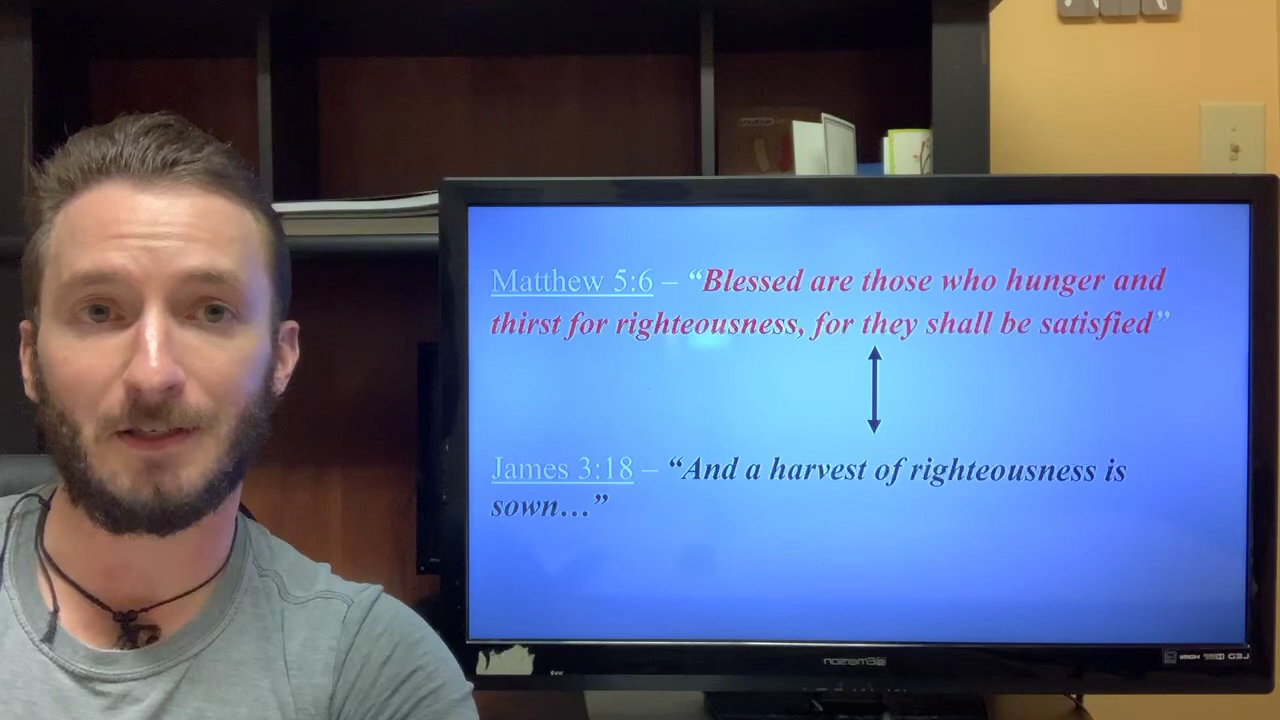 Matthew 5:6 – “Blessed are those who hunger and
thirst for righteousness, for they shall be satisfied”
James 3:18 – “And a harvest of righteousness is
sown…”